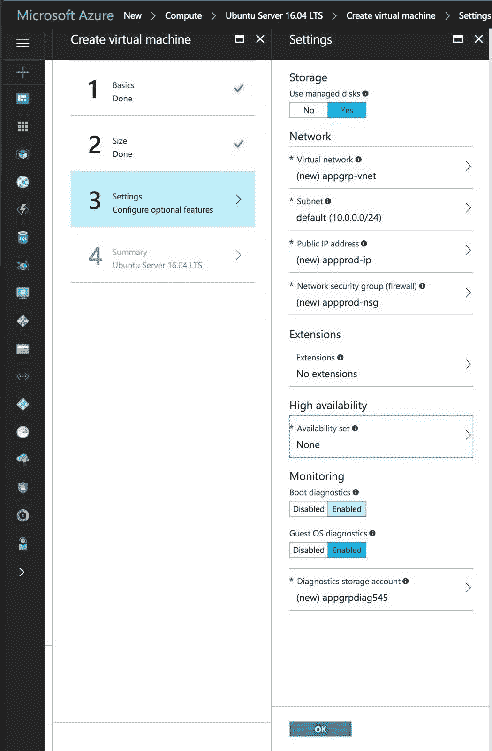 Microsoft Azure New > Compute > Ubuntu Server 16.04 LTS > Create virtual machine > Settings
Create virtual machine
1 Basics
Done
2 Size
Done
3 Settings
Configure optional features
4 Summary
Ubuntu Server 16.04 LTS
Settings
Storage
Use managed disks
No Yes
Network
* Virtual network
(new) appgrp-vnet
* Subnet
default (10.0.0.0/24)
* Public IP address
(new) appprod-ip
* Network security group (firewall)
(new) appprod-nsg
Extensions
Extensions
No extensions
High availability
* Availability set
None
Monitoring
Boot diagnostics
Disabled Enabled
Guest OS diagnostics
Disabled Enabled
* Diagnostics storage account
(new) appgrpdiag545
OK